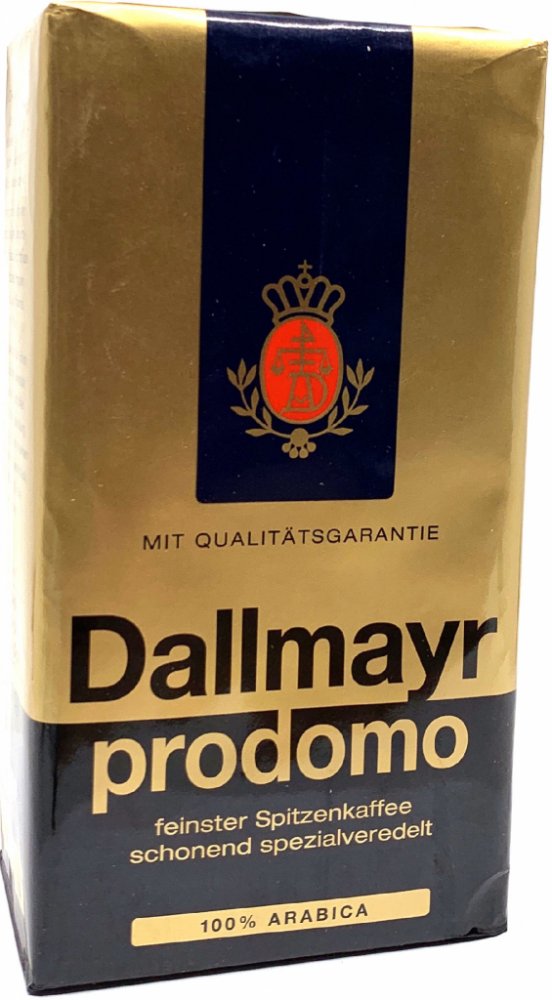 MIT QUALITÄTSGARANTIE
Dallmayr
prodomo
feinster Spitzenkaffee
schonend spezialveredelt
100% ARABICA